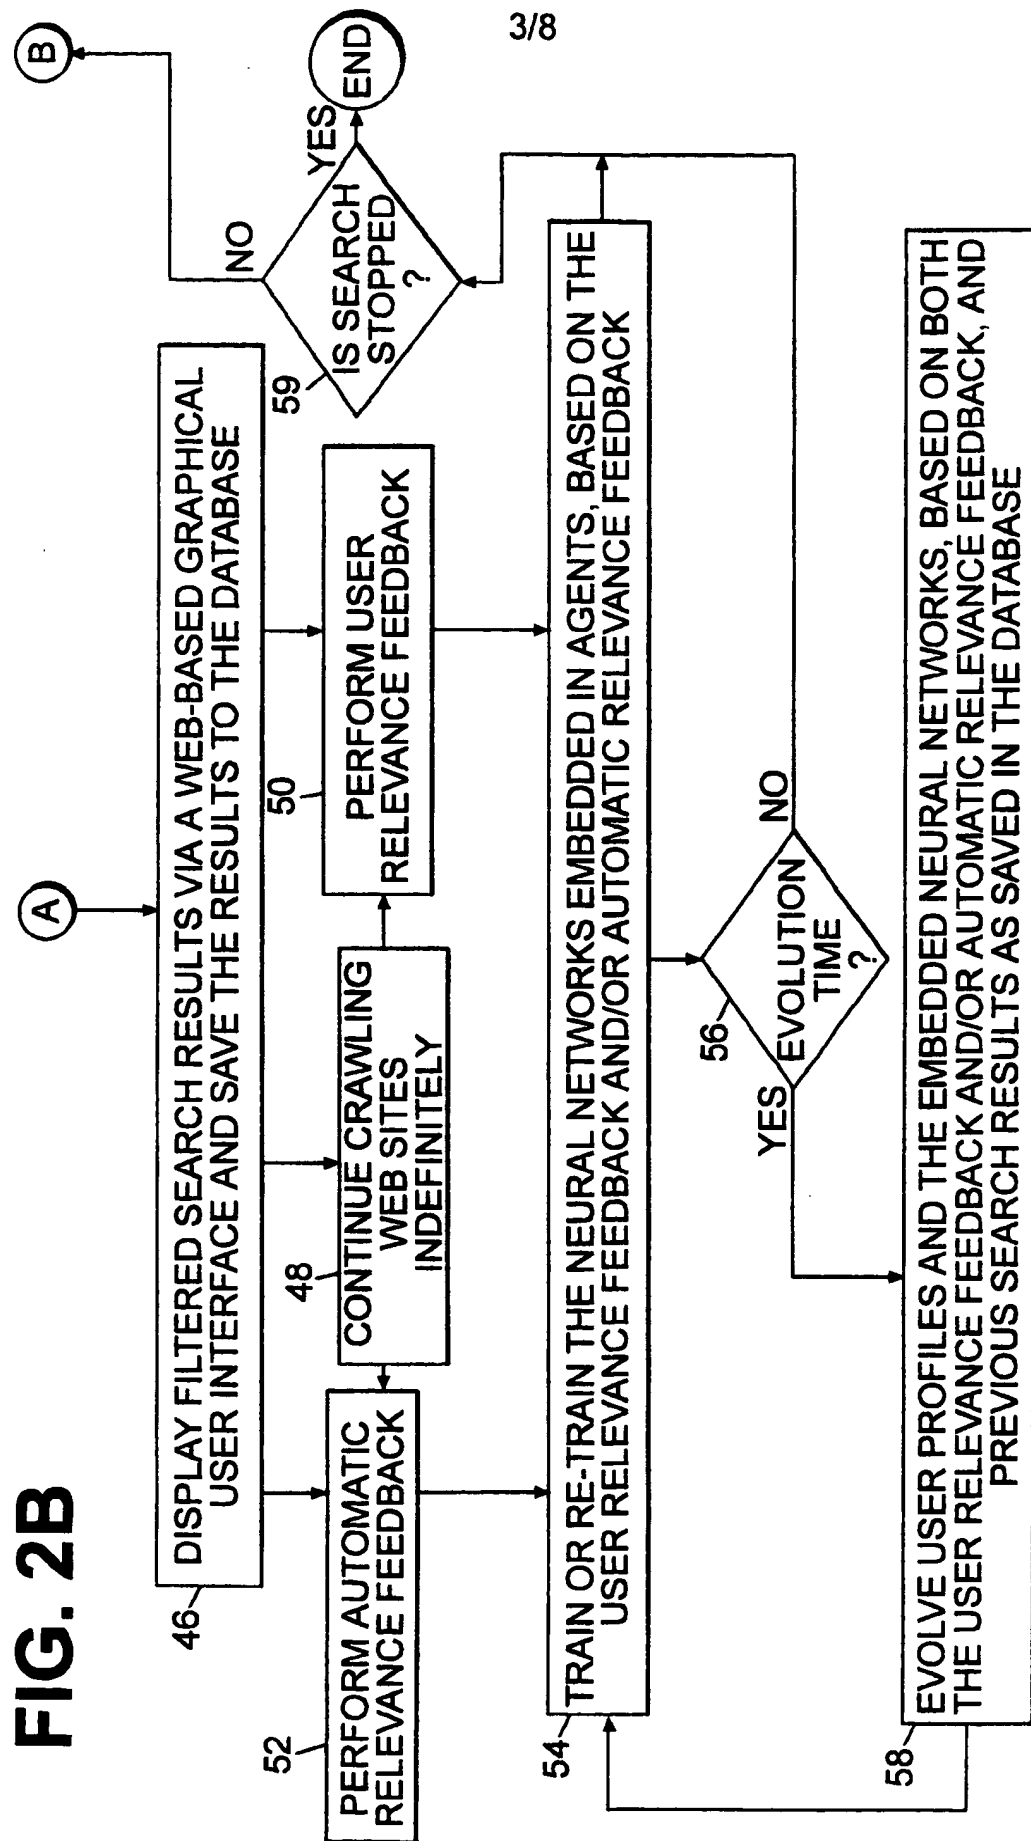 3/8
FIG. 2B
A
B
46
DISPLAY FILTERED SEARCH RESULTS VIA A WEB-BASED GRAPHICAL
USER INTERFACE AND SAVE THE RESULTS TO THE DATABASE
52
PERFORM AUTOMATIC
RELEVANCE FEEDBACK
48
CONTINUE CRAWLING
WEB SITES
INDEFINITELY
50
PERFORM USER
RELEVANCE FEEDBACK
59
IS SEARCH
STOPPED
?
NO
YES
END
54
TRAIN OR RE-TRAIN THE NEURAL NETWORKS EMBEDDED IN AGENTS, BASED ON THE
USER RELEVANCE FEEDBACK AND/OR AUTOMATIC RELEVANCE FEEDBACK
56
EVOLUTION
TIME
?
YES
NO
58
EVOLVE USER PROFILES AND THE EMBEDDED NEURAL NETWORKS, BASED ON BOTH
THE USER RELEVANCE FEEDBACK AND/OR AUTOMATIC RELEVANCE FEEDBACK, AND
PREVIOUS SEARCH RESULTS AS SAVED IN THE DATABASE